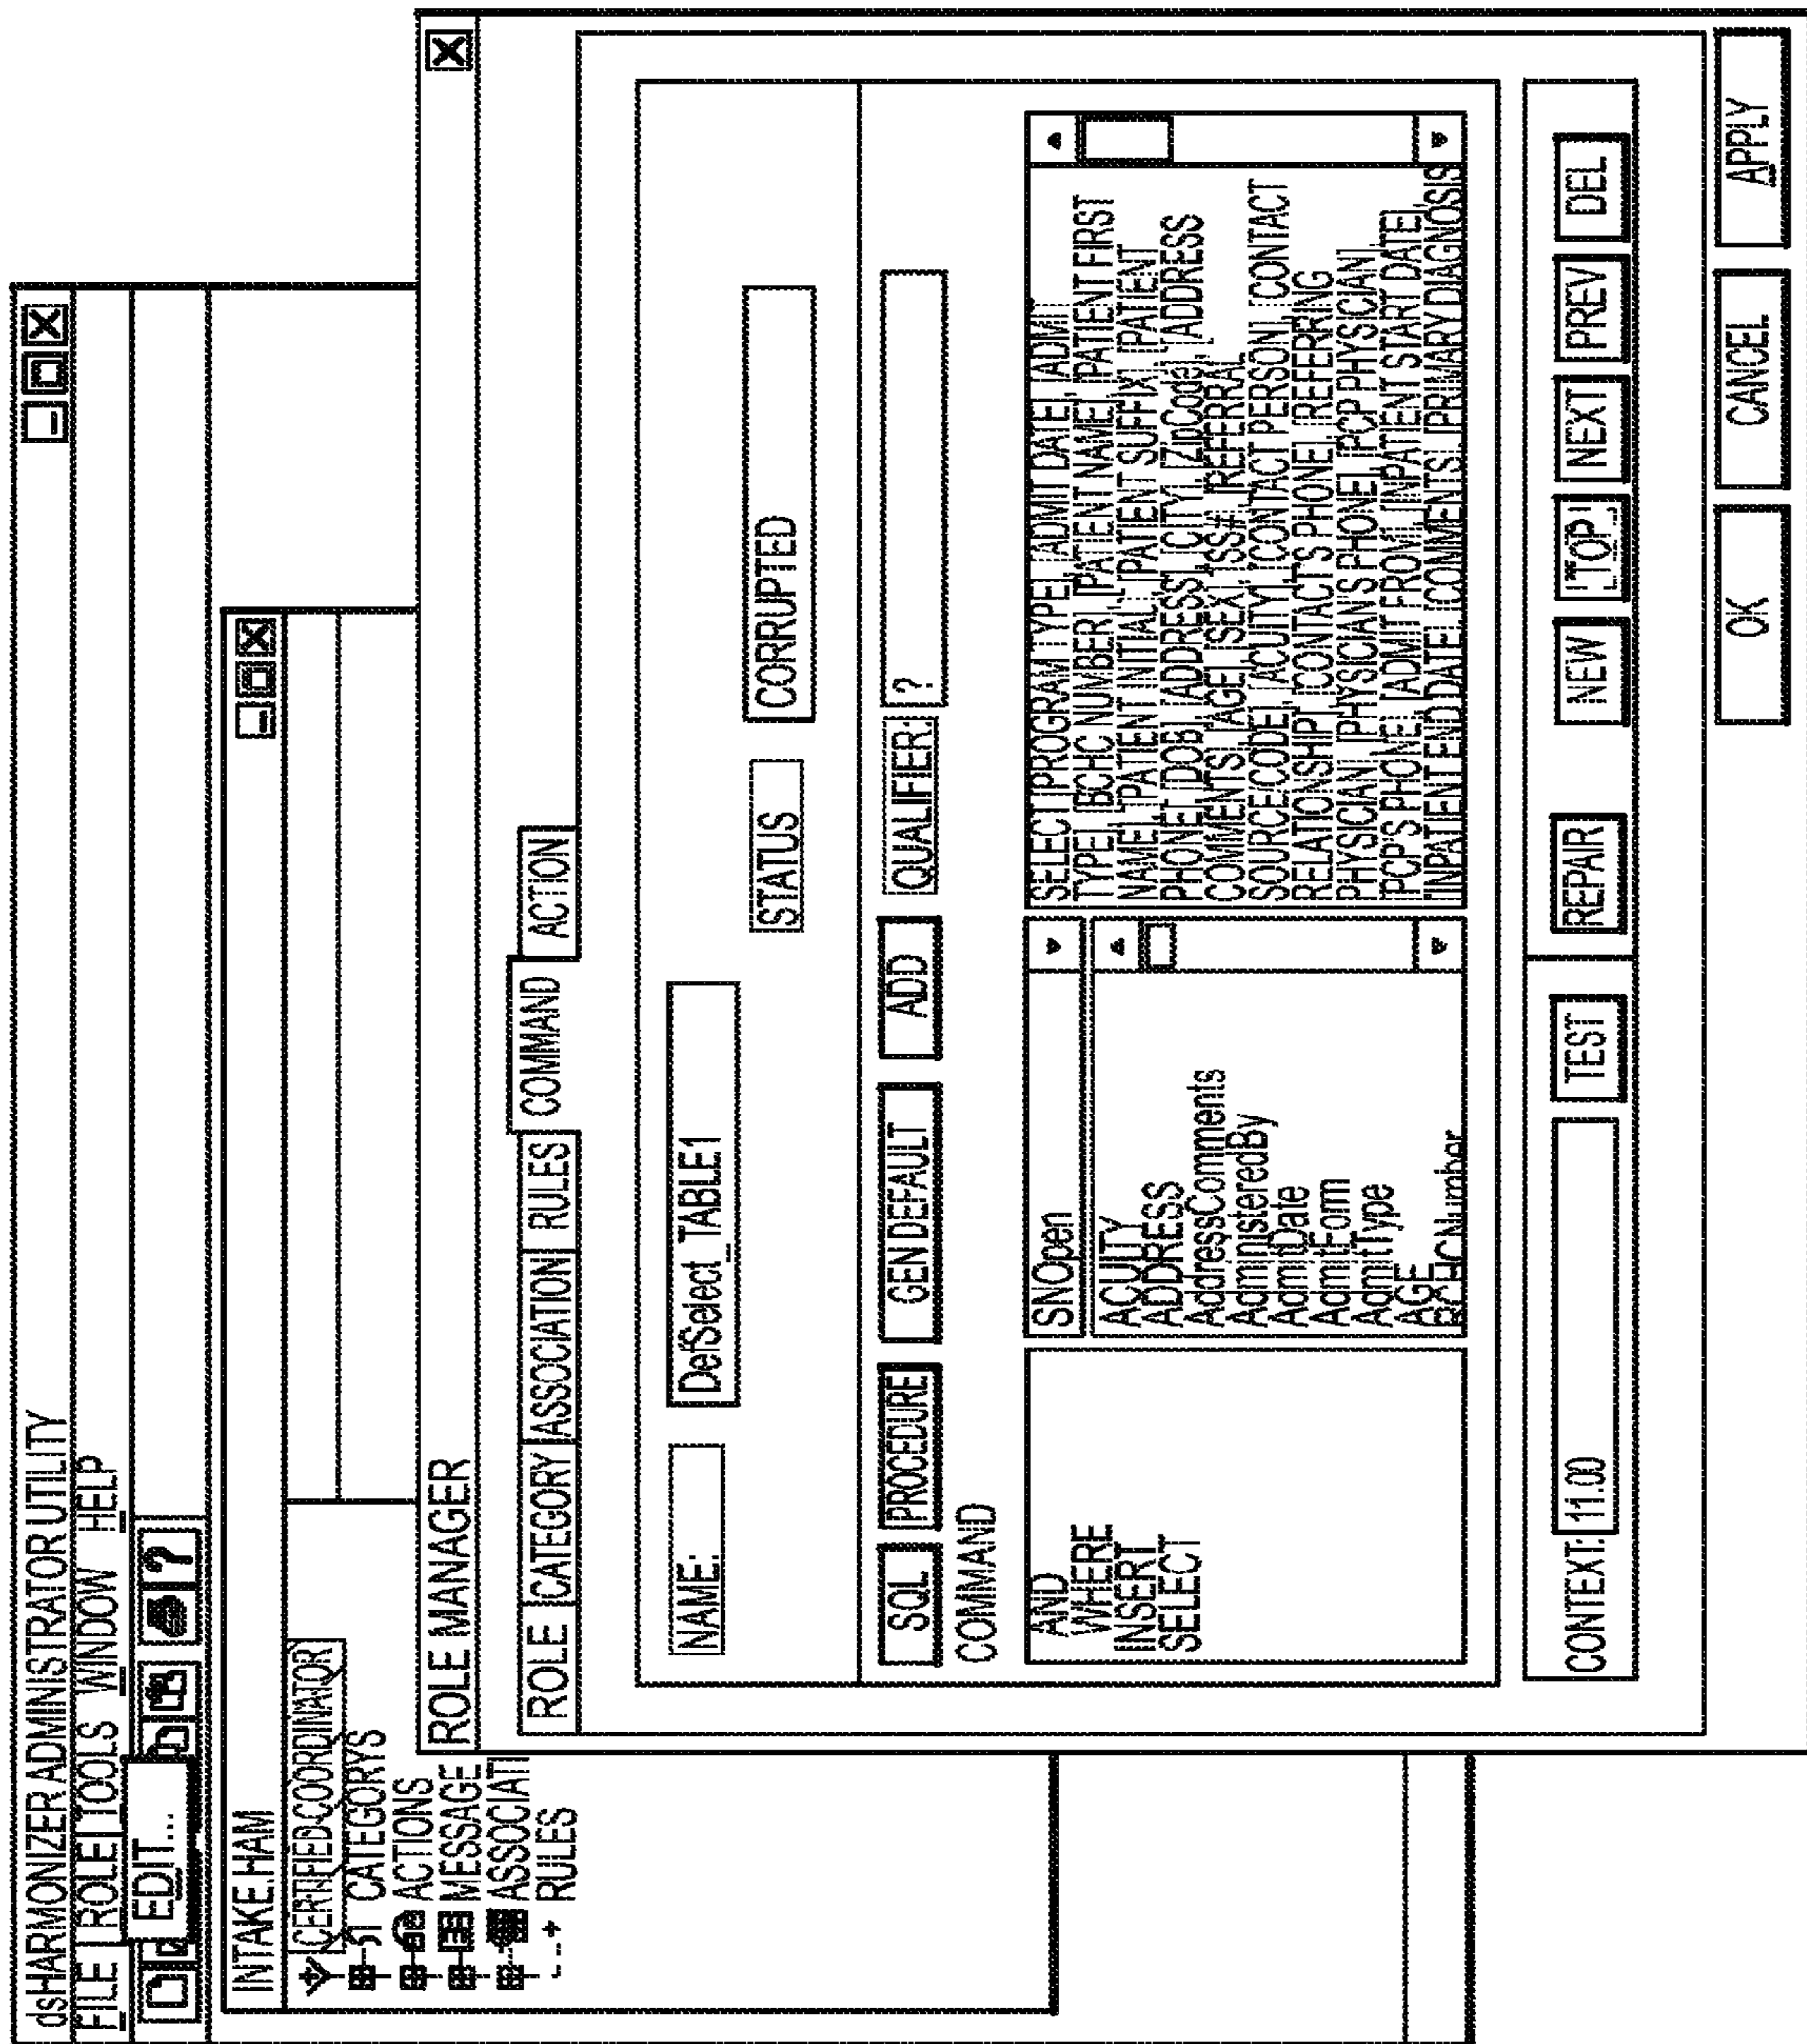 dsHARMONIZER ADMINISTRATOR UTILITY
FILE ROLE TOOLS WINDOW HELP
EDIT...
?
INTAKE.HAM
CERTIFIED COORDINATOR
CATEGORYS
ACTIONS
MESSAGE
ASSOCIATI
RULES
ROLE MANAGER
ROLE CATEGORY ASSOCIATION RULES COMMAND ACTION
NAME: DefSelect_TABLE1
STATUS CORRUPTED
SQL PROCEDURE GEN DEFAULT ADD QUALIFIER: ?
COMMAND
AND
WHERE
INSERT
SELECT
SNOpen
ACUITY
ADDRESS
AddressComments
AdministeredBy
AdmitDate
AdmitForm
AdmitType
AGE
BCHCNumber
SELECT [PROGRAM TYPE], [ADMIT DATE], [ADMIT
TYPE], [BCHC NUMBER], [PATIENT NAME], [PATIENT FIRST
NAME], [PATIENT INITIAL], [PATIENT SUFFIX], [PATIENT
PHONE], [DOB], [ADDRESS], [CITY], [ZipCode], [ADDRESS
COMMENTS], [AGE], [SEX], [SS#], [REFERRAL
SOURCE CODE], [ACUITY], [CONTACT PERSON], [CONTACT
RELATIONSHIP], [CONTACT'S PHONE], [REFERRING
PHYSICIAN], [PHYSICIAN'S PHONE], [PCP PHYSICIAN],
[PCP'S PHONE], [ADMIT FROM], [INPATIENT START DATE],
[INPATIENT END DATE], [COMMENTS], [PRIMARY DIAGNOSIS
CONTEXT: 11.00 TEST REPAIR NEW TOP NEXT PREV DEL
OK CANCEL APPLY